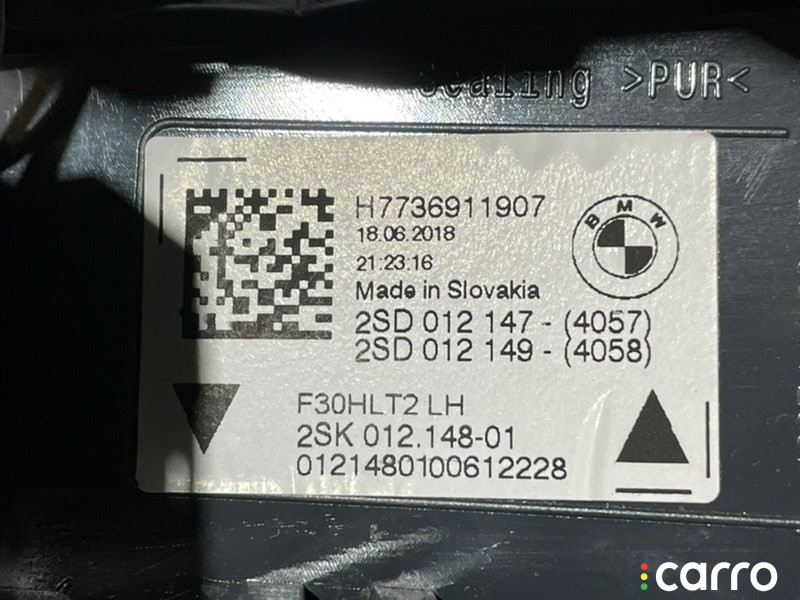 Sealing >PUR<
H7736911907
18.06.2018
21:23:16
Made in Slovakia
BMW
2SD 012 147 - (4057)
2SD 012 149 - (4058)
F30HLT2 LH
2SK 012.148-01
0121480100612228
carro